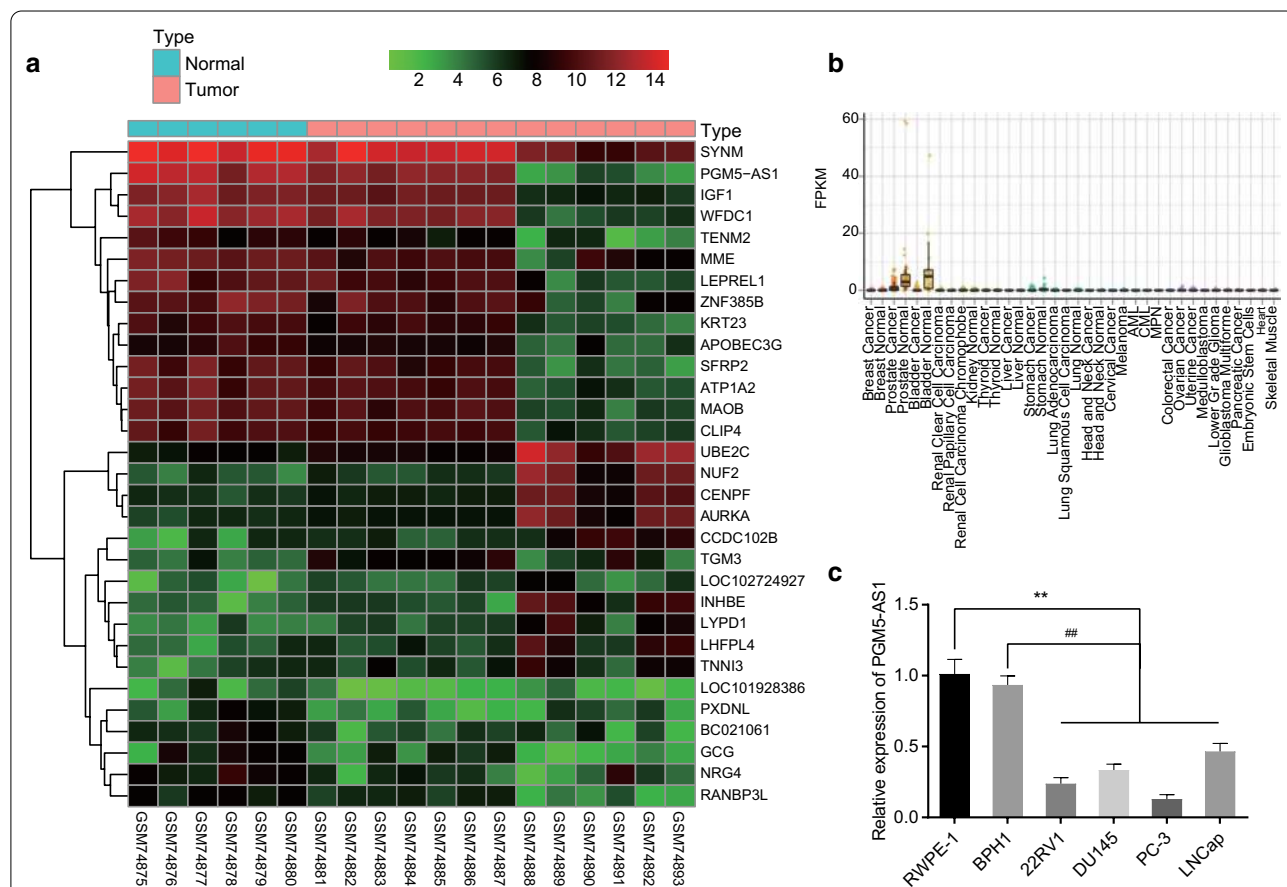 a
Type
Normal
Tumor
2 4 6 8 10 12 14
Type
SYNM
PGM5-AS1
IGF1
WFDC1
TENM2
MME
LEPREL1
ZNF385B
KRT23
APOBEC3G
SFRP2
ATP1A2
MAOB
CLIP4
UBE2C
NUF2
CENPF
AURKA
CCDC102B
TGM3
LOC102724927
INHBE
LYPD1
LHFPL4
TNNI3
LOC101928386
PXDNL
BC021061
GCG
NRG4
RANBP3L
GSM74875
GSM74876
GSM74877
GSM74878
GSM74879
GSM74880
GSM74881
GSM74882
GSM74883
GSM74884
GSM74885
GSM74886
GSM74887
GSM74888
GSM74889
GSM74890
GSM74891
GSM74892
GSM74893
b
FPKM
60
40
20
0
Breast Cancer
Breast Normal
Prostate Cancer
Prostate Normal
Bladder Cancer
Bladder Normal
Renal Clear Cell Carcinoma
Renal Papillary Cell Carcinoma
Renal Cell Carcinoma Chromophobe
Kidney Normal
Thyroid Cancer
Thyroid Normal
Liver Cancer
Liver Normal
Stomach Cancer
Stomach Normal
Lung Adenocarcinoma
Lung Squamous Cell Carcinoma
Lung Normal
Head and Neck Cancer
Head and Neck Normal
Cervical Cancer
Melanoma
AML
CML
MPN
Colorectal Cancer
Ovarian Cancer
Uterine Cancer
Medulloblastoma
Lower Grade Glioma
Glioblastoma Multiforme
Pancreatic Cancer
Embryonic Stem Cells
Heart
Skeletal Muscle
c
Relative expression of PGM5-AS1
1.5
1.0
0.5
0.0
**
##
RWPE-1
BPH1
22RV1
DU145
PC-3
LNCap